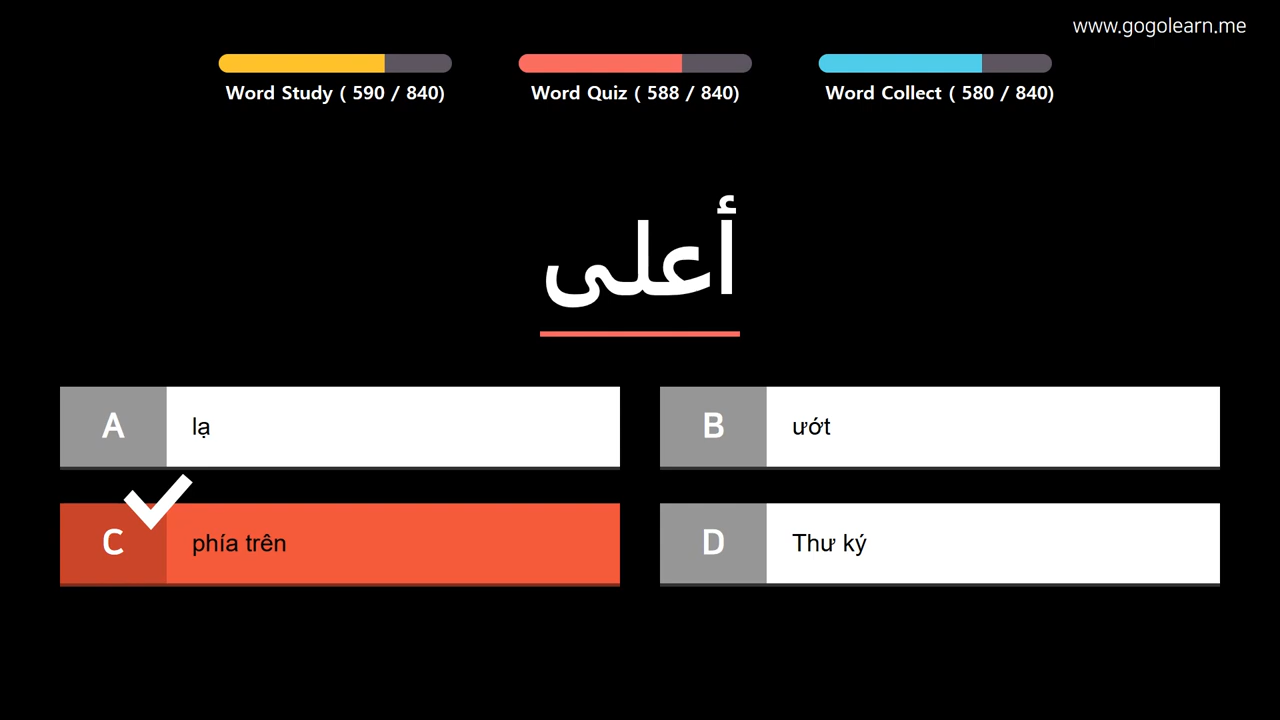 www.gogolearn.me
Word Study ( 590 / 840)
Word Quiz ( 588 / 840)
Word Collect ( 580 / 840)
أعلى
A
lạ
B
ướt
C
phía trên
D
Thư ký